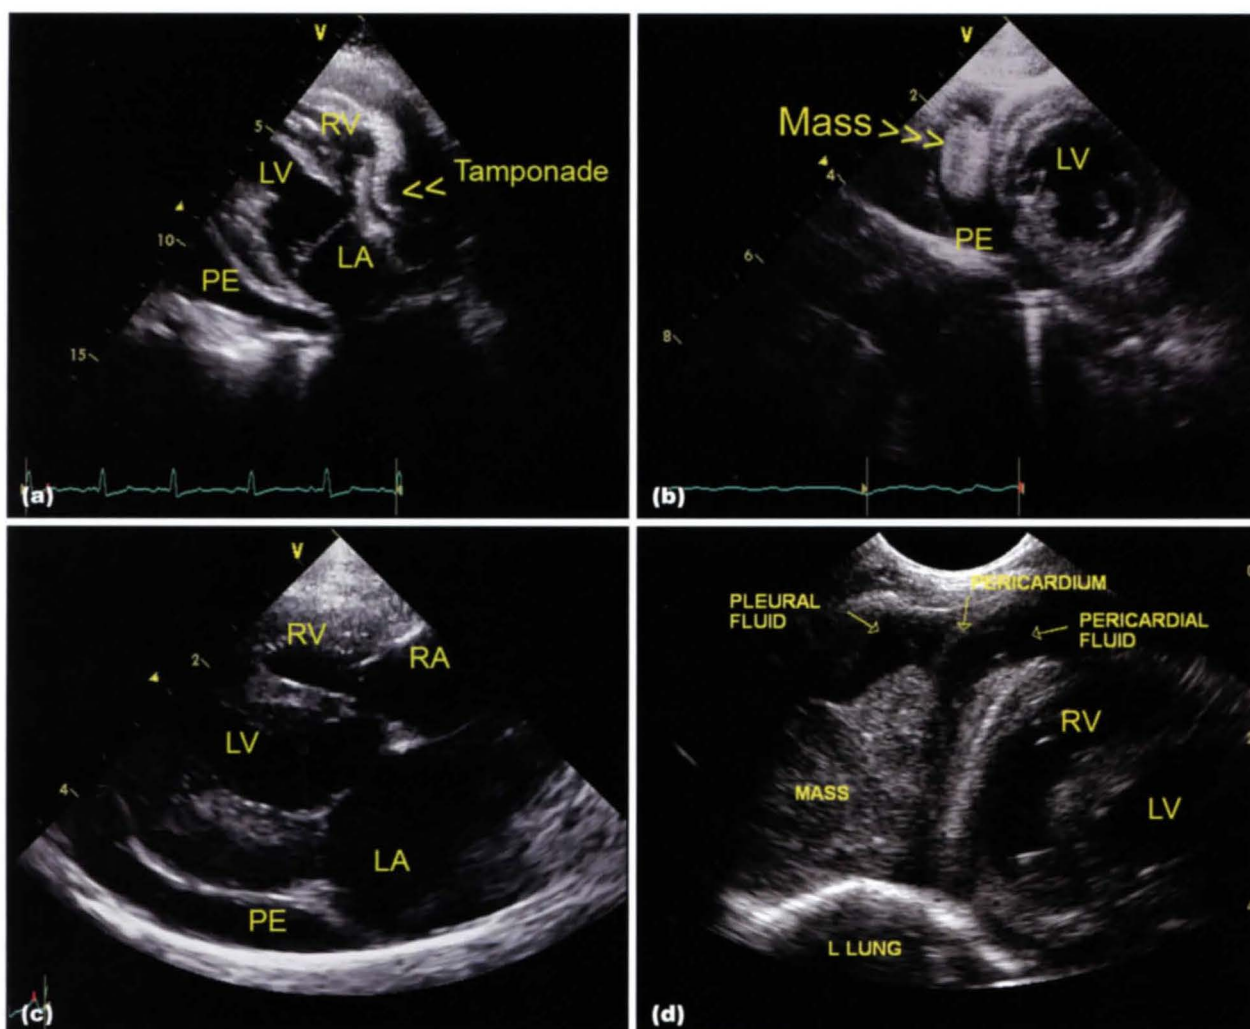 V
RV
5
LV
<< Tamponade
10
LA
PE
15
(a)
V
2
Mass >>>
LV
4
PE
6
8
(b)
V
RV
2
RA
LV
4
LA
PE
(c)
PERICARDIUM
PLEURAL
FLUID
PERICARDIAL
FLUID
RV
MASS
LV
L LUNG
(d)